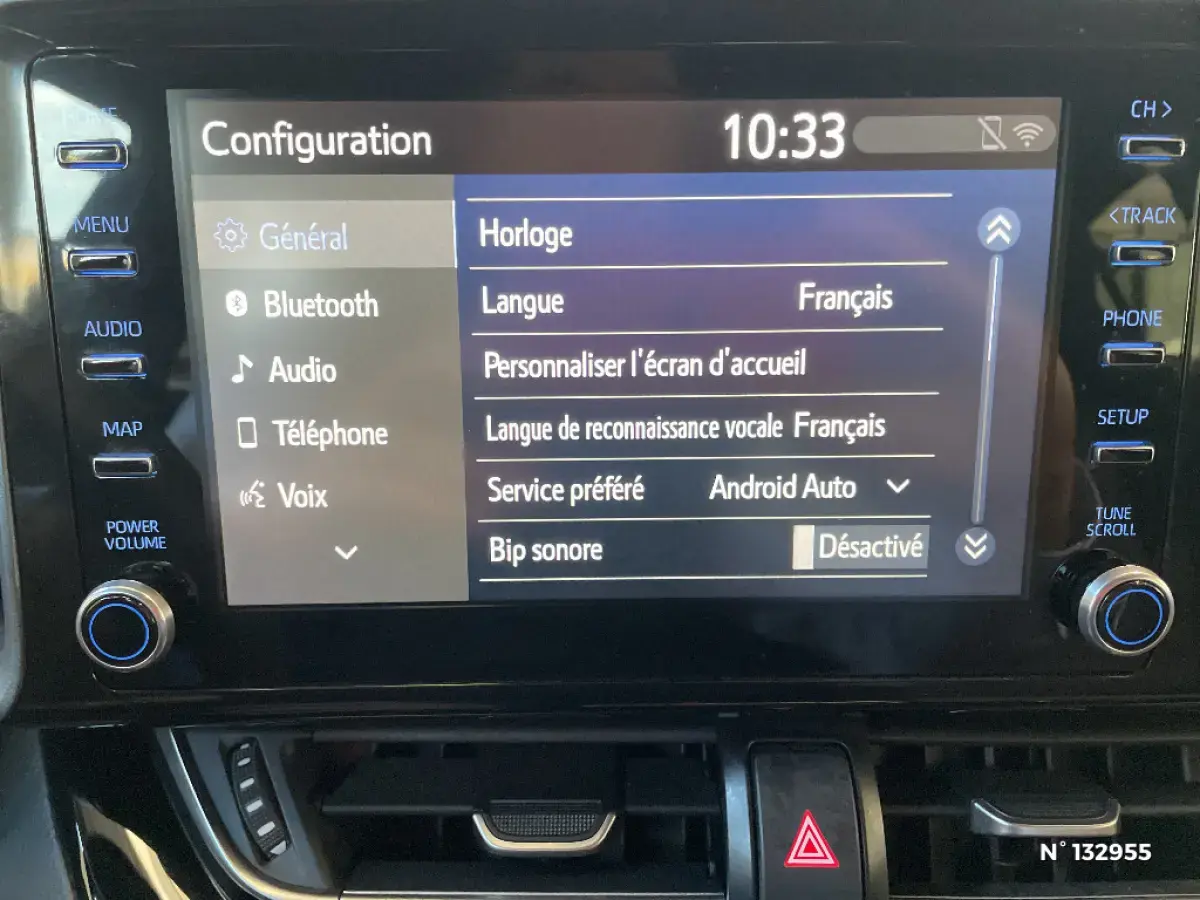 HOME
MENU
AUDIO
MAP
POWER
VOLUME
Configuration
10:33
Général
Bluetooth
Audio
Téléphone
Voix
Horloge
Langue Français
Personnaliser l'écran d'accueil
Langue de reconnaissance vocale Français
Service préféré Android Auto
Bip sonore Désactivé
CH >
<TRACK
PHONE
SETUP
TUNE
SCROLL
N° 132955